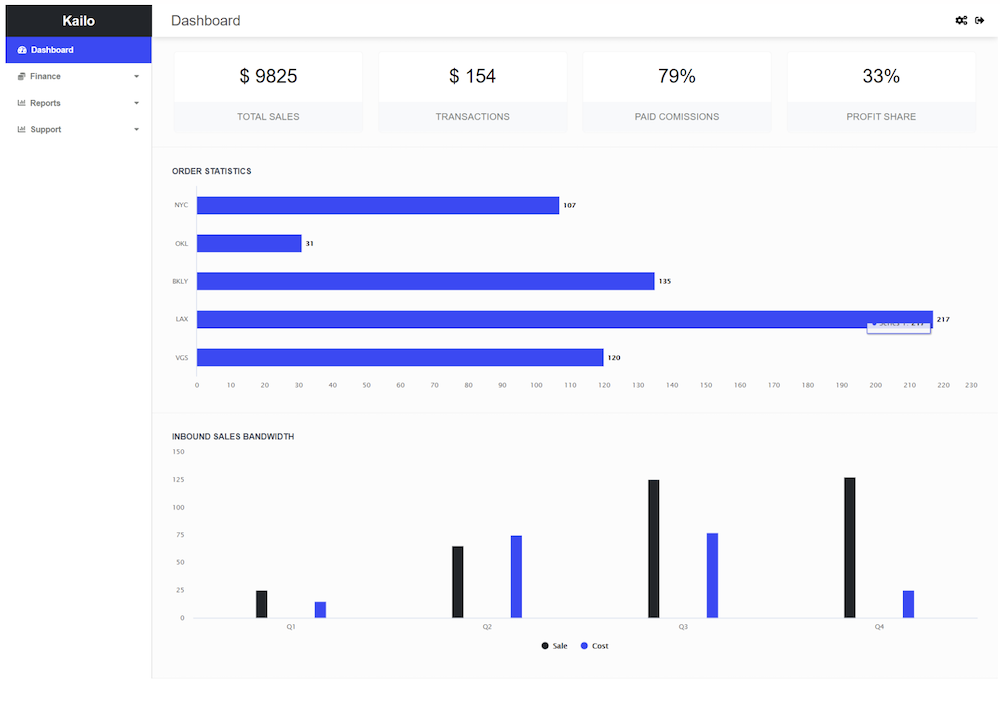 Kailo
Dashboard
Dashboard
Finance
Reports
Support
$ 9825
TOTAL SALES
$ 154
TRANSACTIONS
79%
PAID COMISSIONS
33%
PROFIT SHARE
ORDER STATISTICS
NYC 107
OKL 31
BKLY 135
LAX 217
VGS 120
0 10 20 30 40 50 60 70 80 90 100 110 120 130 140 150 160 170 180 190 200 210 220 230
INBOUND SALES BANDWIDTH
150
125
100
75
50
25
0
Q1 Q2 Q3 Q4
Sale Cost